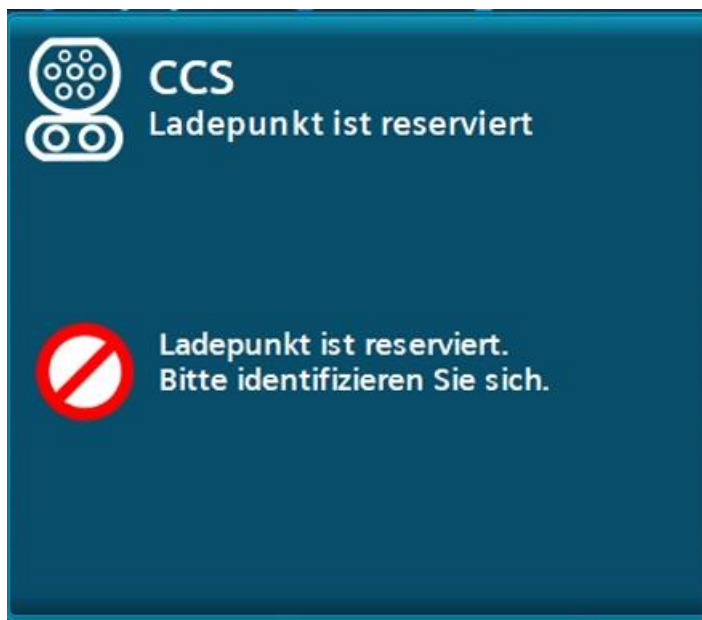 CCS
Ladepunkt ist reserviert
Ladepunkt ist reserviert.
Bitte identifizieren Sie sich.